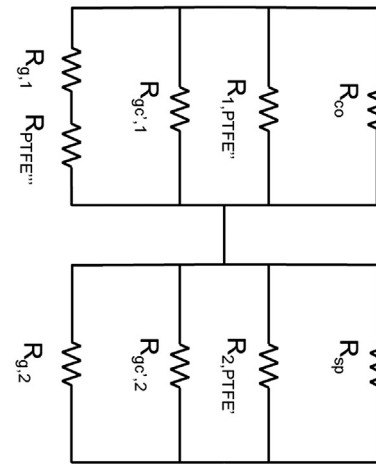 R_g,1
R_PTFE'''
R_gc',1
R_1,PTFE''
R_co
R_g,2
R_gc',2
R_2,PTFE'
R_sp